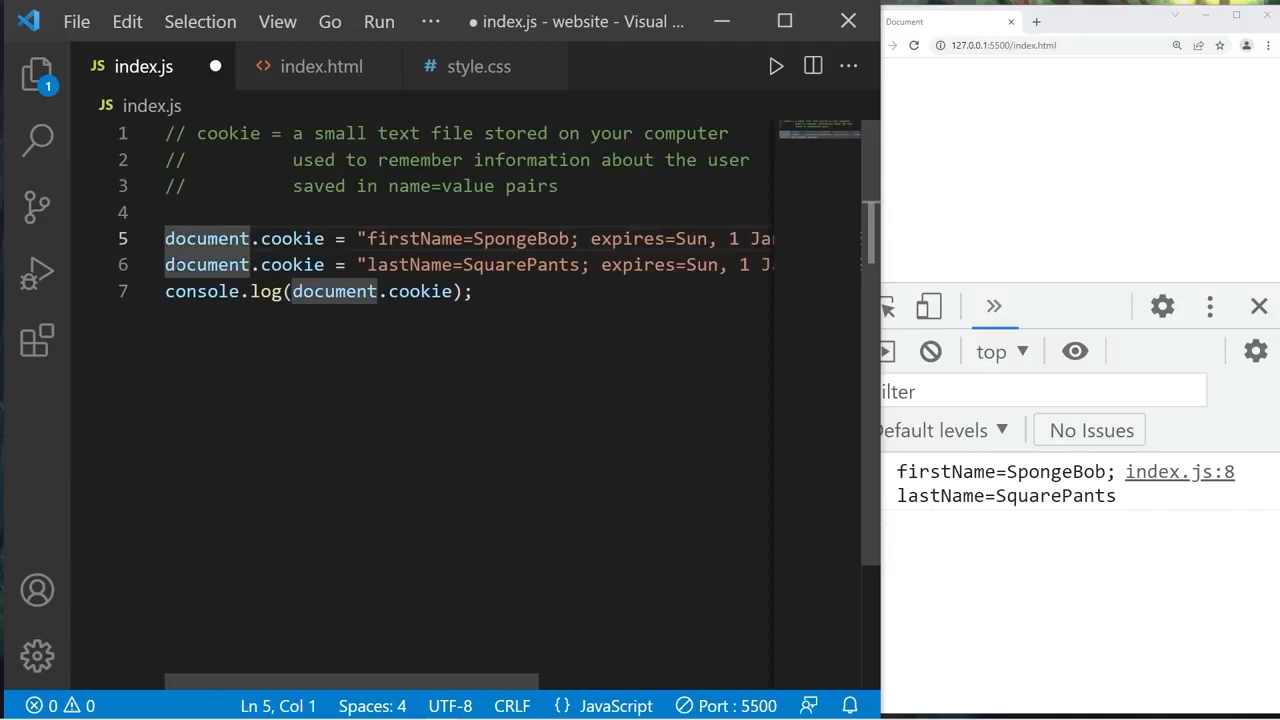 File Edit Selection View Go Run ··· ● index.js - website - Visual ...
JS index.js ● <> index.html # style.css
JS index.js
1 // cookie = a small text file stored on your computer
2 // used to remember information about the user
3 // saved in name=value pairs
4
5 document.cookie = "firstName=SpongeBob; expires=Sun, 1 Jan
6 document.cookie = "lastName=SquarePants; expires=Sun, 1 Ja
7 console.log(document.cookie);
1
0 0 Ln 5, Col 1 Spaces: 4 UTF-8 CRLF {} JavaScript Port : 5500
Document
127.0.0.1:5500/index.html
top
ilter
Default levels No Issues
firstName=SpongeBob; index.js:8
lastName=SquarePants